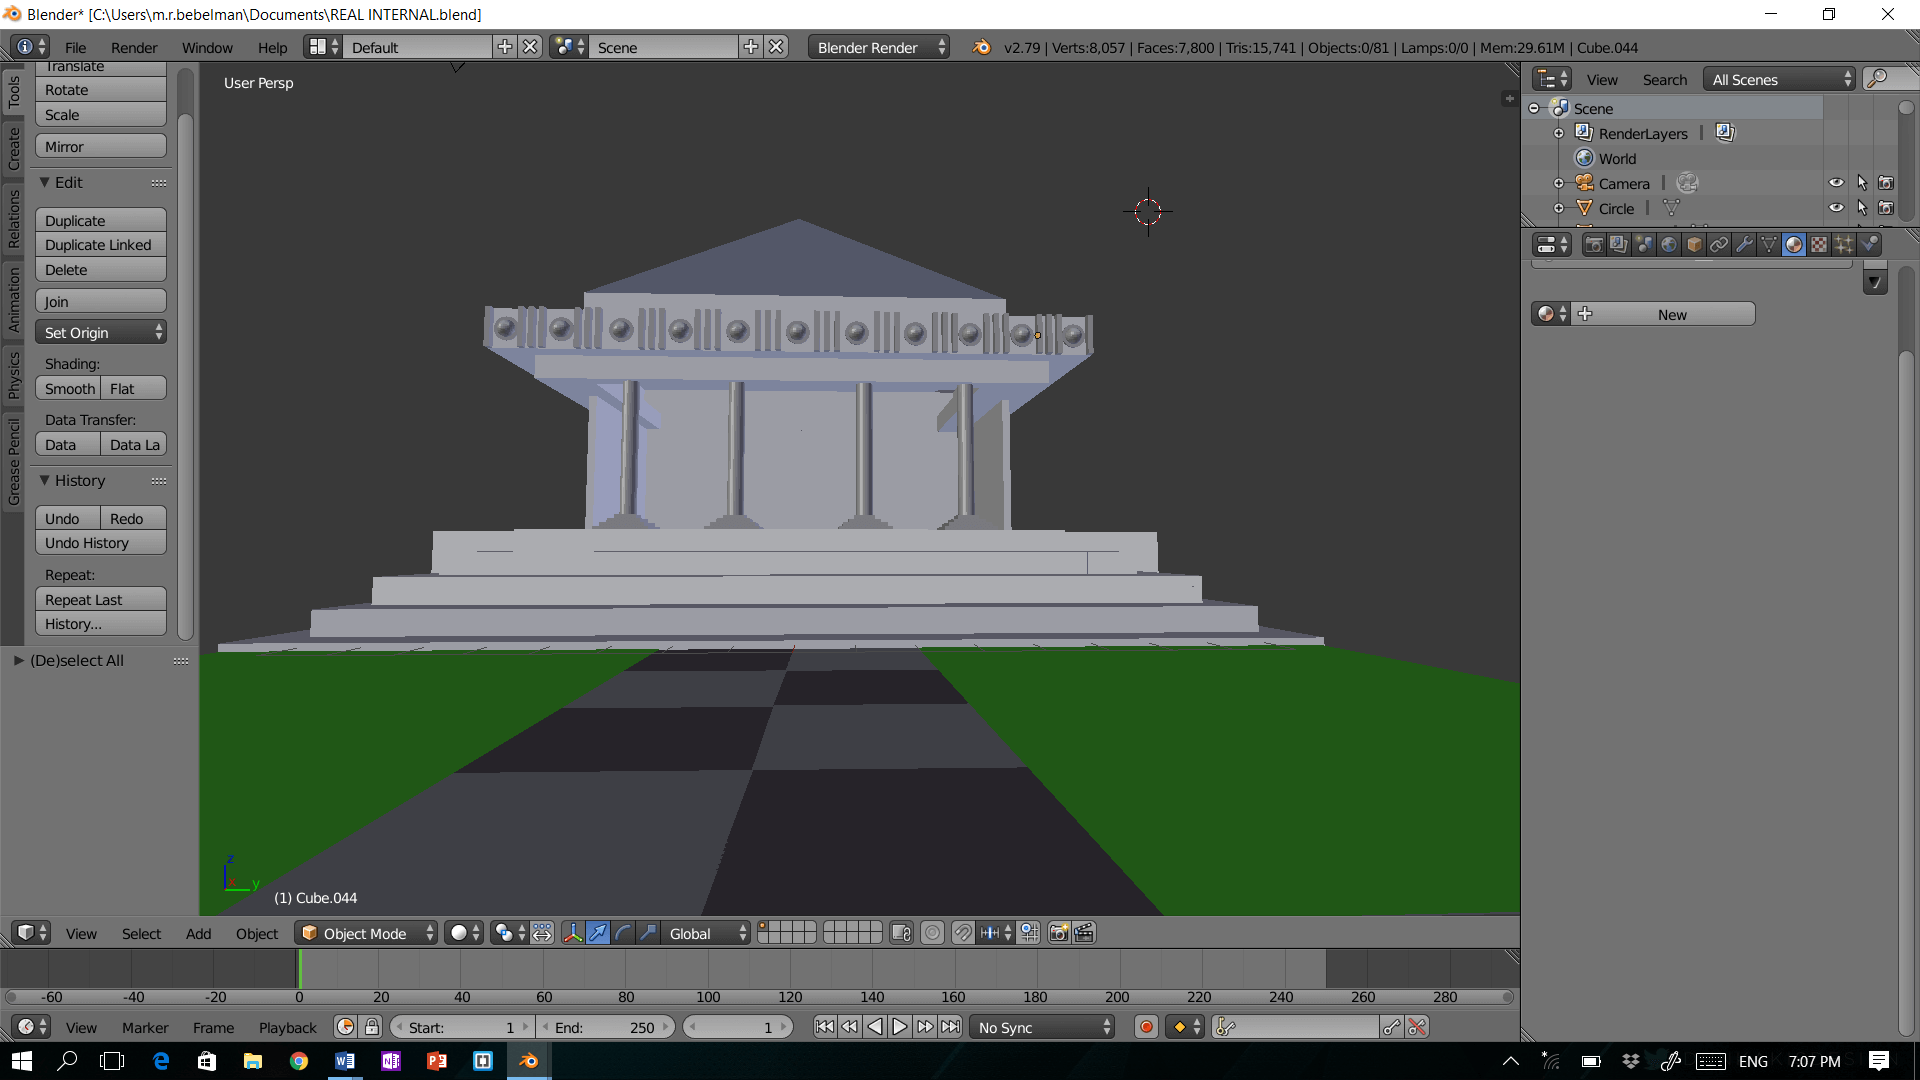 Blender* [C:\Users\m.r.bebelman\Documents\REAL INTERNAL.blend]
File Render Window Help Default Scene Blender Render v2.79 | Verts:8,057 | Faces:7,800 | Tris:15,741 | Objects:0/81 | Lamps:0/0 | Mem:29.61M | Cube.044
Tools
Create
Relations
Animation
Physics
Grease Pencil
Translate
Rotate
Scale
Mirror
Edit
Duplicate
Duplicate Linked
Delete
Join
Set Origin
Shading:
Smooth Flat
Data Transfer:
Data Data La
History
Undo Redo
Undo History
Repeat:
Repeat Last
History...
(De)select All
User Persp
z
y
(1) Cube.044
View Search All Scenes
Scene
RenderLayers |
World
Camera |
Circle |
New
View Select Add Object Object Mode Global
-60 -40 -20 0 20 40 60 80 100 120 140 160 180 200 220 240 260 280
View Marker Frame Playback Start: 1 End: 250 1 No Sync
ENG 7:07 PM